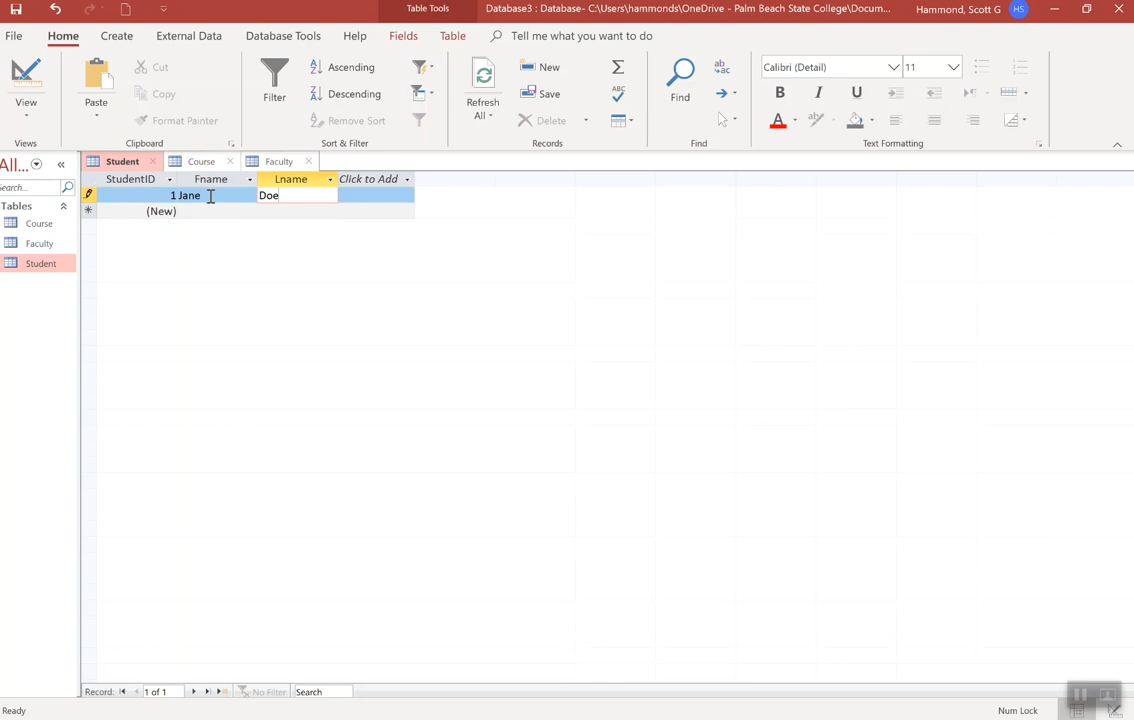 Table Tools
Database3 : Database- C:\Users\hammonds\OneDrive - Palm Beach State College\Docum...
Hammond, Scott G
HS
File
Home
Create
External Data
Database Tools
Help
Fields
Table
Tell me what you want to do
View
Paste
Cut
Copy
Format Painter
Filter
Ascending
Descending
Remove Sort
Refresh
All
New
Save
Delete
Find
Calibri (Detail)
11
B I U
Views
Clipboard
Sort & Filter
Records
Find
Text Formatting
All...
Search...
Tables
Course
Faculty
Student
Student
Course
Faculty
StudentID Fname Lname Click to Add
1 Jane Doe
(New)
Record: 1 of 1 No Filter Search
Ready
Num Lock